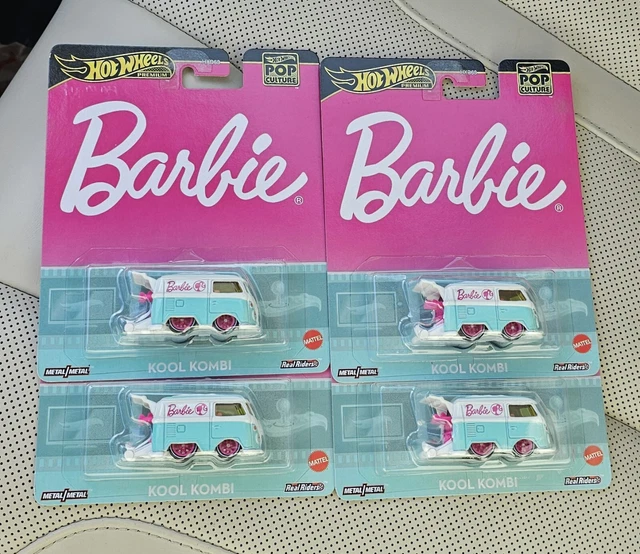 HOT WHEELS
PREMIUM
POP
CULTURE
Barbie®
Barbie
MATTEL
KOOL KOMBI
METAL/METAL
Real Riders®
HOT WHEELS
PREMIUM
POP
CULTURE
Barbie®
Barbie
MATTEL
KOOL KOMBI
METAL/METAL
Real Riders®
Barbie
MATTEL
KOOL KOMBI
METAL/METAL
Real Riders®
Barbie
MATTEL
KOOL KOMBI
METAL/METAL
Real Riders®